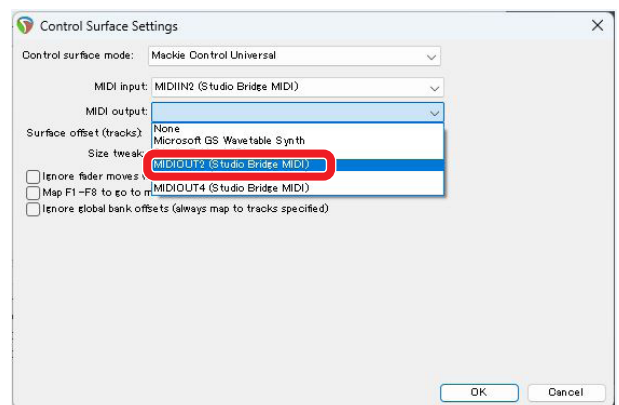 Control Surface Settings
Control surface mode: Mackie Control Universal
MIDI input: MIDIIN2 (Studio Bridge MIDI)
MIDI output:
None
Surface offset (tracks):
Microsoft GS Wavetable Synth
Size tweak
MIDIOUT2 (Studio Bridge MIDI)
Ignore fader moves
Map F1-F8 to go to m
MIDIOUT4 (Studio Bridge MIDI)
Ignore global bank offsets (always map to tracks specified)
OK Cancel